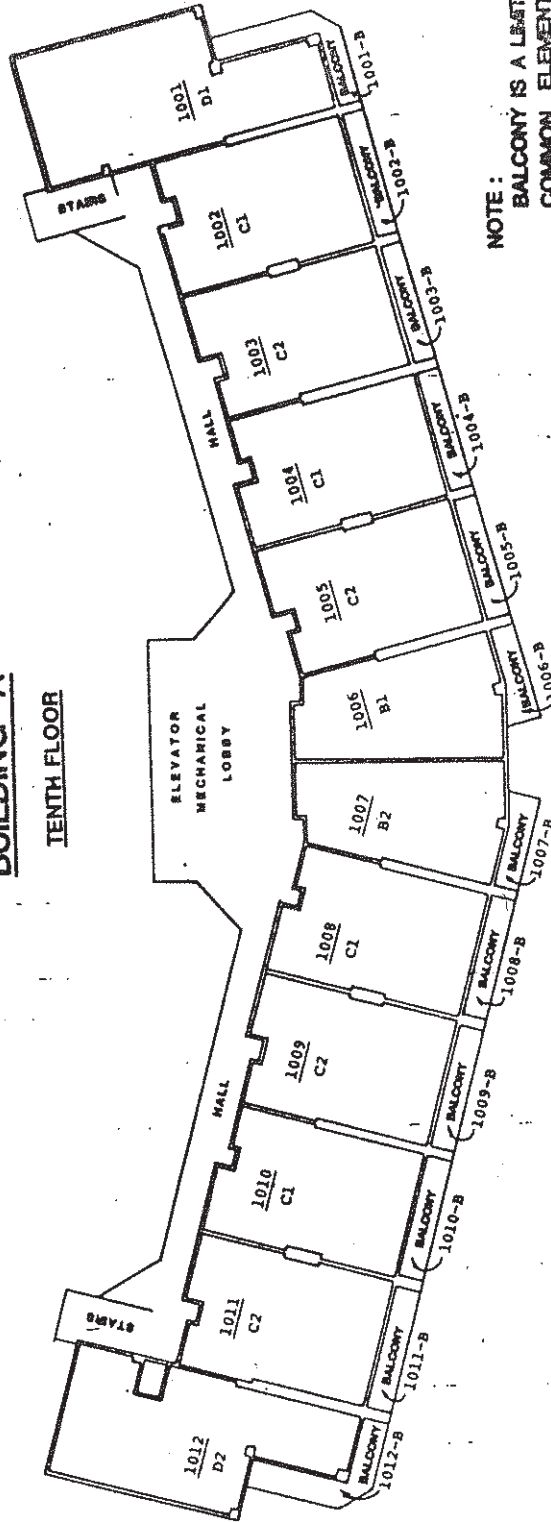 BUILDING "A"
TENTH FLOOR
ELEVATOR
MECHANICAL
LOBBY
STAIRS
HALL
HALL
STAIRS
1012
D2
1011
C2
1010
C1
1009
C2
1008
C1
1007
B2
1006
B1
1005
C2
1004
C1
1003
C2
1002
C1
1001
D1
BALCONY
1012-B
BALCONY
1011-B
BALCONY
1010-B
BALCONY
1009-B
BALCONY
1008-B
BALCONY
1007-B
BALCONY
1006-B
BALCONY
1005-B
BALCONY
1004-B
BALCONY
1003-B
BALCONY
1002-B
BALCONY
1001-B
NOTE:
BALCONY IS A LIMIT
COMMON ELEMENT